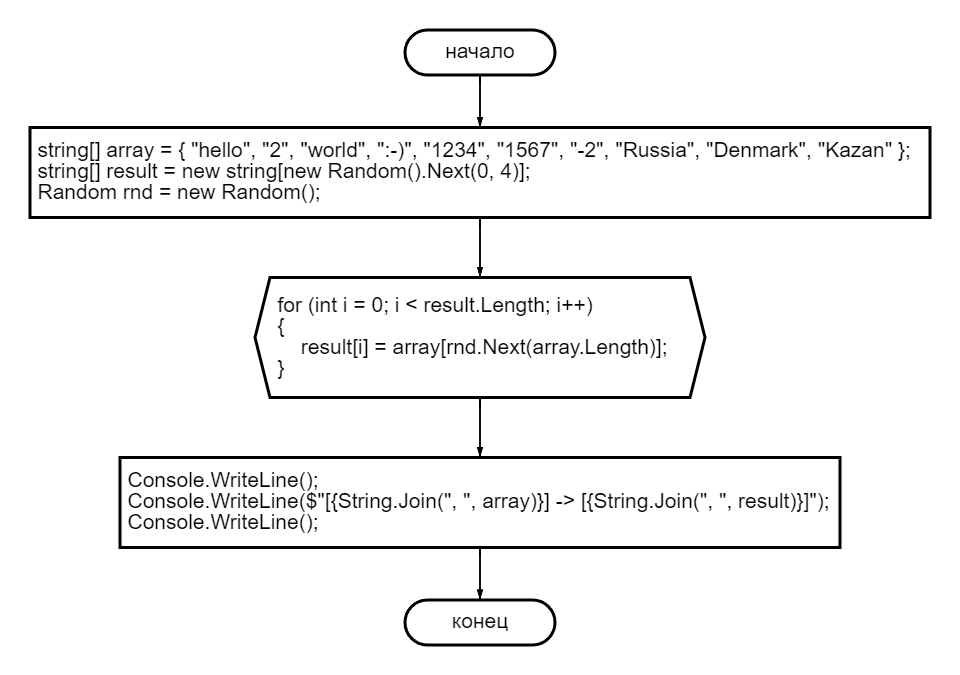 начало
string[] array = { "hello", "2", "world", ":-)", "1234", "1567", "-2", "Russia", "Denmark", "Kazan" };
string[] result = new string[new Random().Next(0, 4)];
Random rnd = new Random();
for (int i = 0; i < result.Length; i++)
{
result[i] = array[rnd.Next(array.Length)];
}
Console.WriteLine();
Console.WriteLine($"[{String.Join(", ", array)}] -> [{String.Join(", ", result)}]");
Console.WriteLine();
конец